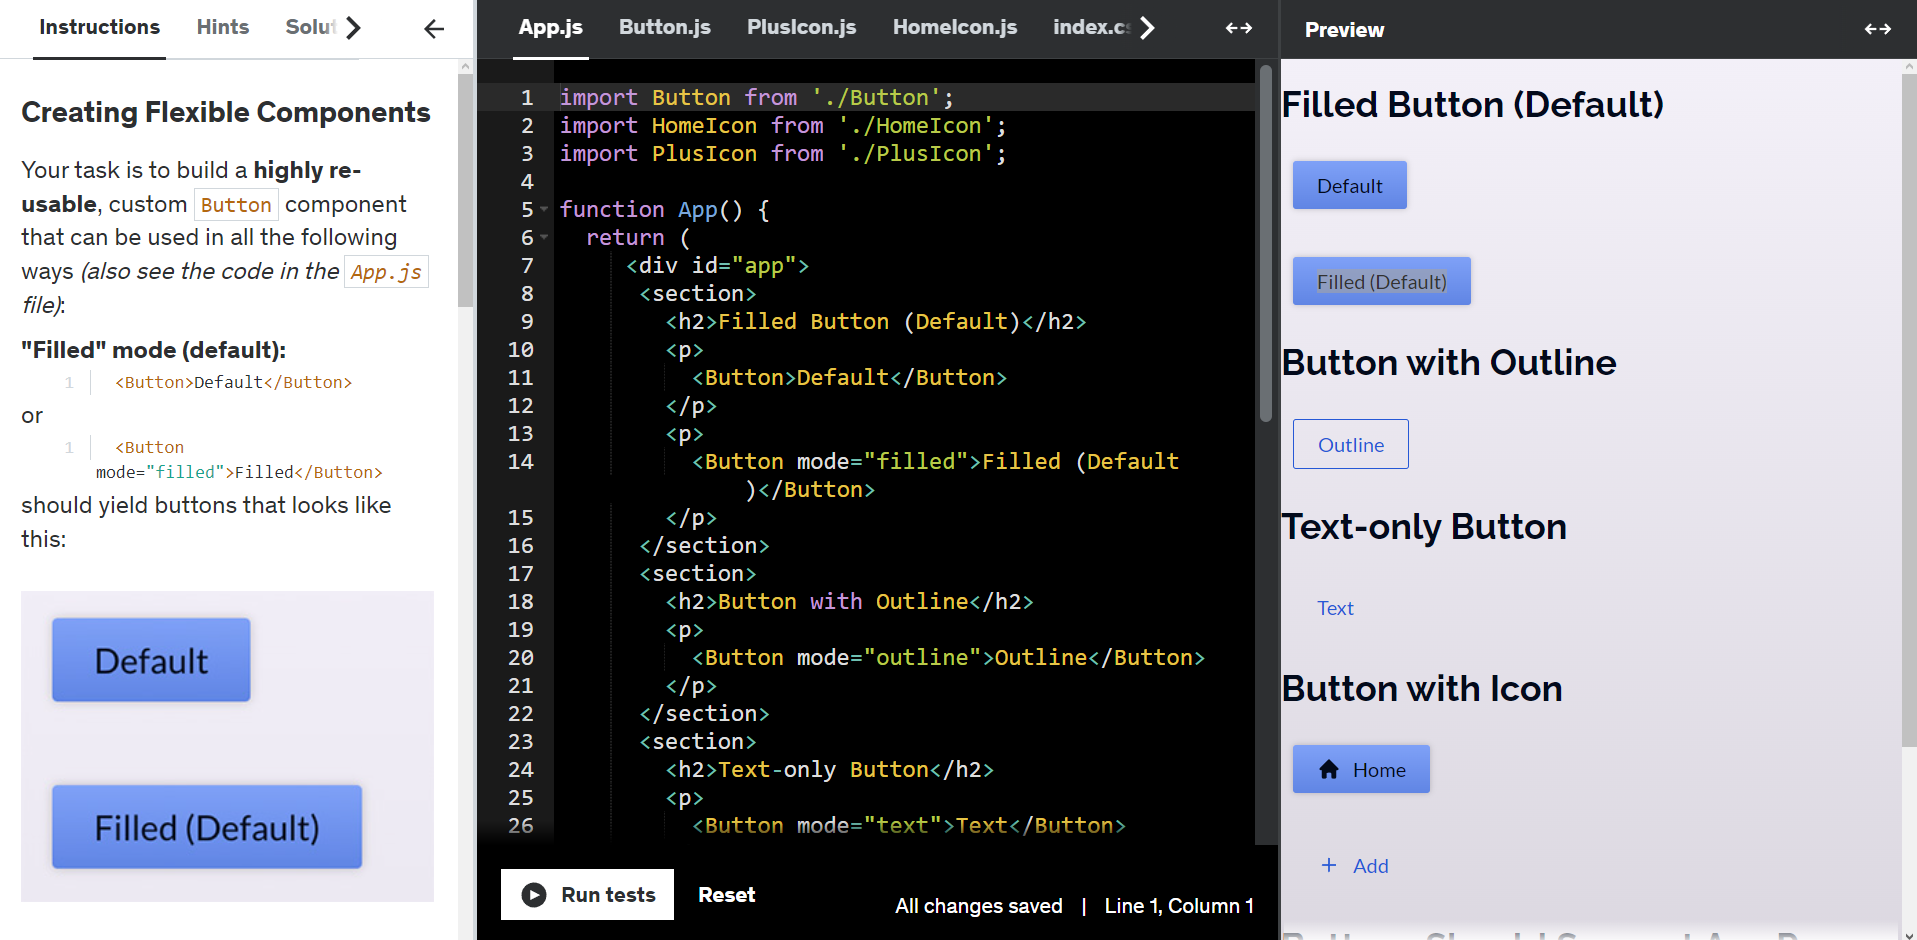 Instructions
Hints
Solut
Creating Flexible Components
Your task is to build a highly re-
usable, custom Button component
that can be used in all the following
ways (also see the code in the App.js
file):
"Filled" mode (default):
1 <Button>Default</Button>
or
1 <Button
mode="filled">Filled</Button>
should yield buttons that looks like
this:
Default
Filled (Default)
App.js
Button.js
PlusIcon.js
HomeIcon.js
index.cs
1 import Button from './Button';
2 import HomeIcon from './HomeIcon';
3 import PlusIcon from './PlusIcon';
4
5 function App() {
6 return (
7 <div id="app">
8 <section>
9 <h2>Filled Button (Default)</h2>
10 <p>
11 <Button>Default</Button>
12 </p>
13 <p>
14 <Button mode="filled">Filled (Default
)</Button>
15 </p>
16 </section>
17 <section>
18 <h2>Button with Outline</h2>
19 <p>
20 <Button mode="outline">Outline</Button>
21 </p>
22 </section>
23 <section>
24 <h2>Text-only Button</h2>
25 <p>
26 <Button mode="text">Text</Button>
Run tests
Reset
All changes saved | Line 1, Column 1
Preview
Filled Button (Default)
Default
Filled (Default)
Button with Outline
Outline
Text-only Button
Text
Button with Icon
Home
+ Add